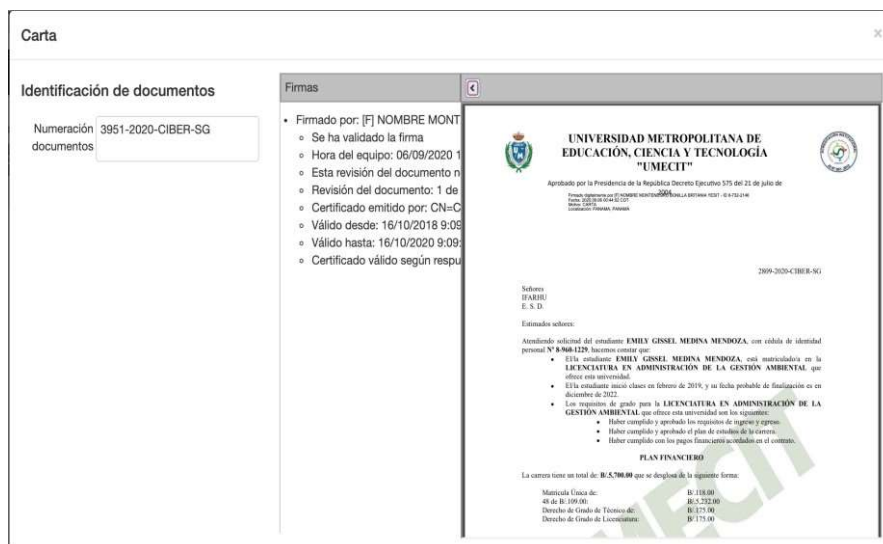 Carta
×
Identificación de documentos
Numeración documentos
3951-2020-CIBER-SG
Firmas
Firmado por: [F] NOMBRE MONT
Se ha validado la firma
Hora del equipo: 06/09/2020 1
Esta revisión del documento n
Revisión del documento: 1 de
Certificado emitido por: CN=C
Válido desde: 16/10/2018 9:09
Válido hasta: 16/10/2020 9:09:
Certificado válido según respu
UNIVERSIDAD METROPOLITANA DE
EDUCACIÓN, CIENCIA Y TECNOLOGÍA
"UMECIT"
Aprobado por la Presidencia de la República Decreto Ejecutivo 575 del 21 de julio de
2004
Motivo: CARTA
Localización: PANAMA, PANAMÁ
2809-2020-CIBER-SG
Señores
IFARHU
E. S. D.
Estimados señores:
Atendiendo solicitud del estudiante EMILY GISSEL MEDINA MENDOZA, con cédula de identidad
personal N° 8-960-1229, hacemos constar que:
El/la estudiante EMILY GISSEL MEDINA MENDOZA, está matriculado/a en la
LICENCIATURA EN ADMINISTRACIÓN DE LA GESTIÓN AMBIENTAL que
ofrece esta universidad.
El/la estudiante inició clases en febrero de 2019, y su fecha probable de finalización es en
diciembre de 2022.
Los requisitos de grado para la LICENCIATURA EN ADMINISTRACIÓN DE LA
GESTIÓN AMBIENTAL que ofrece esta universidad son los siguientes:
Haber cumplido y aprobado los requisitos de ingreso y egreso.
Haber cumplido y aprobado el plan de estudios de la carrera.
Haber cumplido con los pagos financieros acordados en el contrato.
PLAN FINANCIERO
La carrera tiene un total de: B/.5,700.00 que se desglosa de la siguiente forma:
Matrícula Única de: B/.118.00
48 de B/.109.00: B/.5,232.00
Derecho de Grado de Técnico de: B/.175.00
Derecho de Grado de Licenciatura: B/.175.00
MECIT